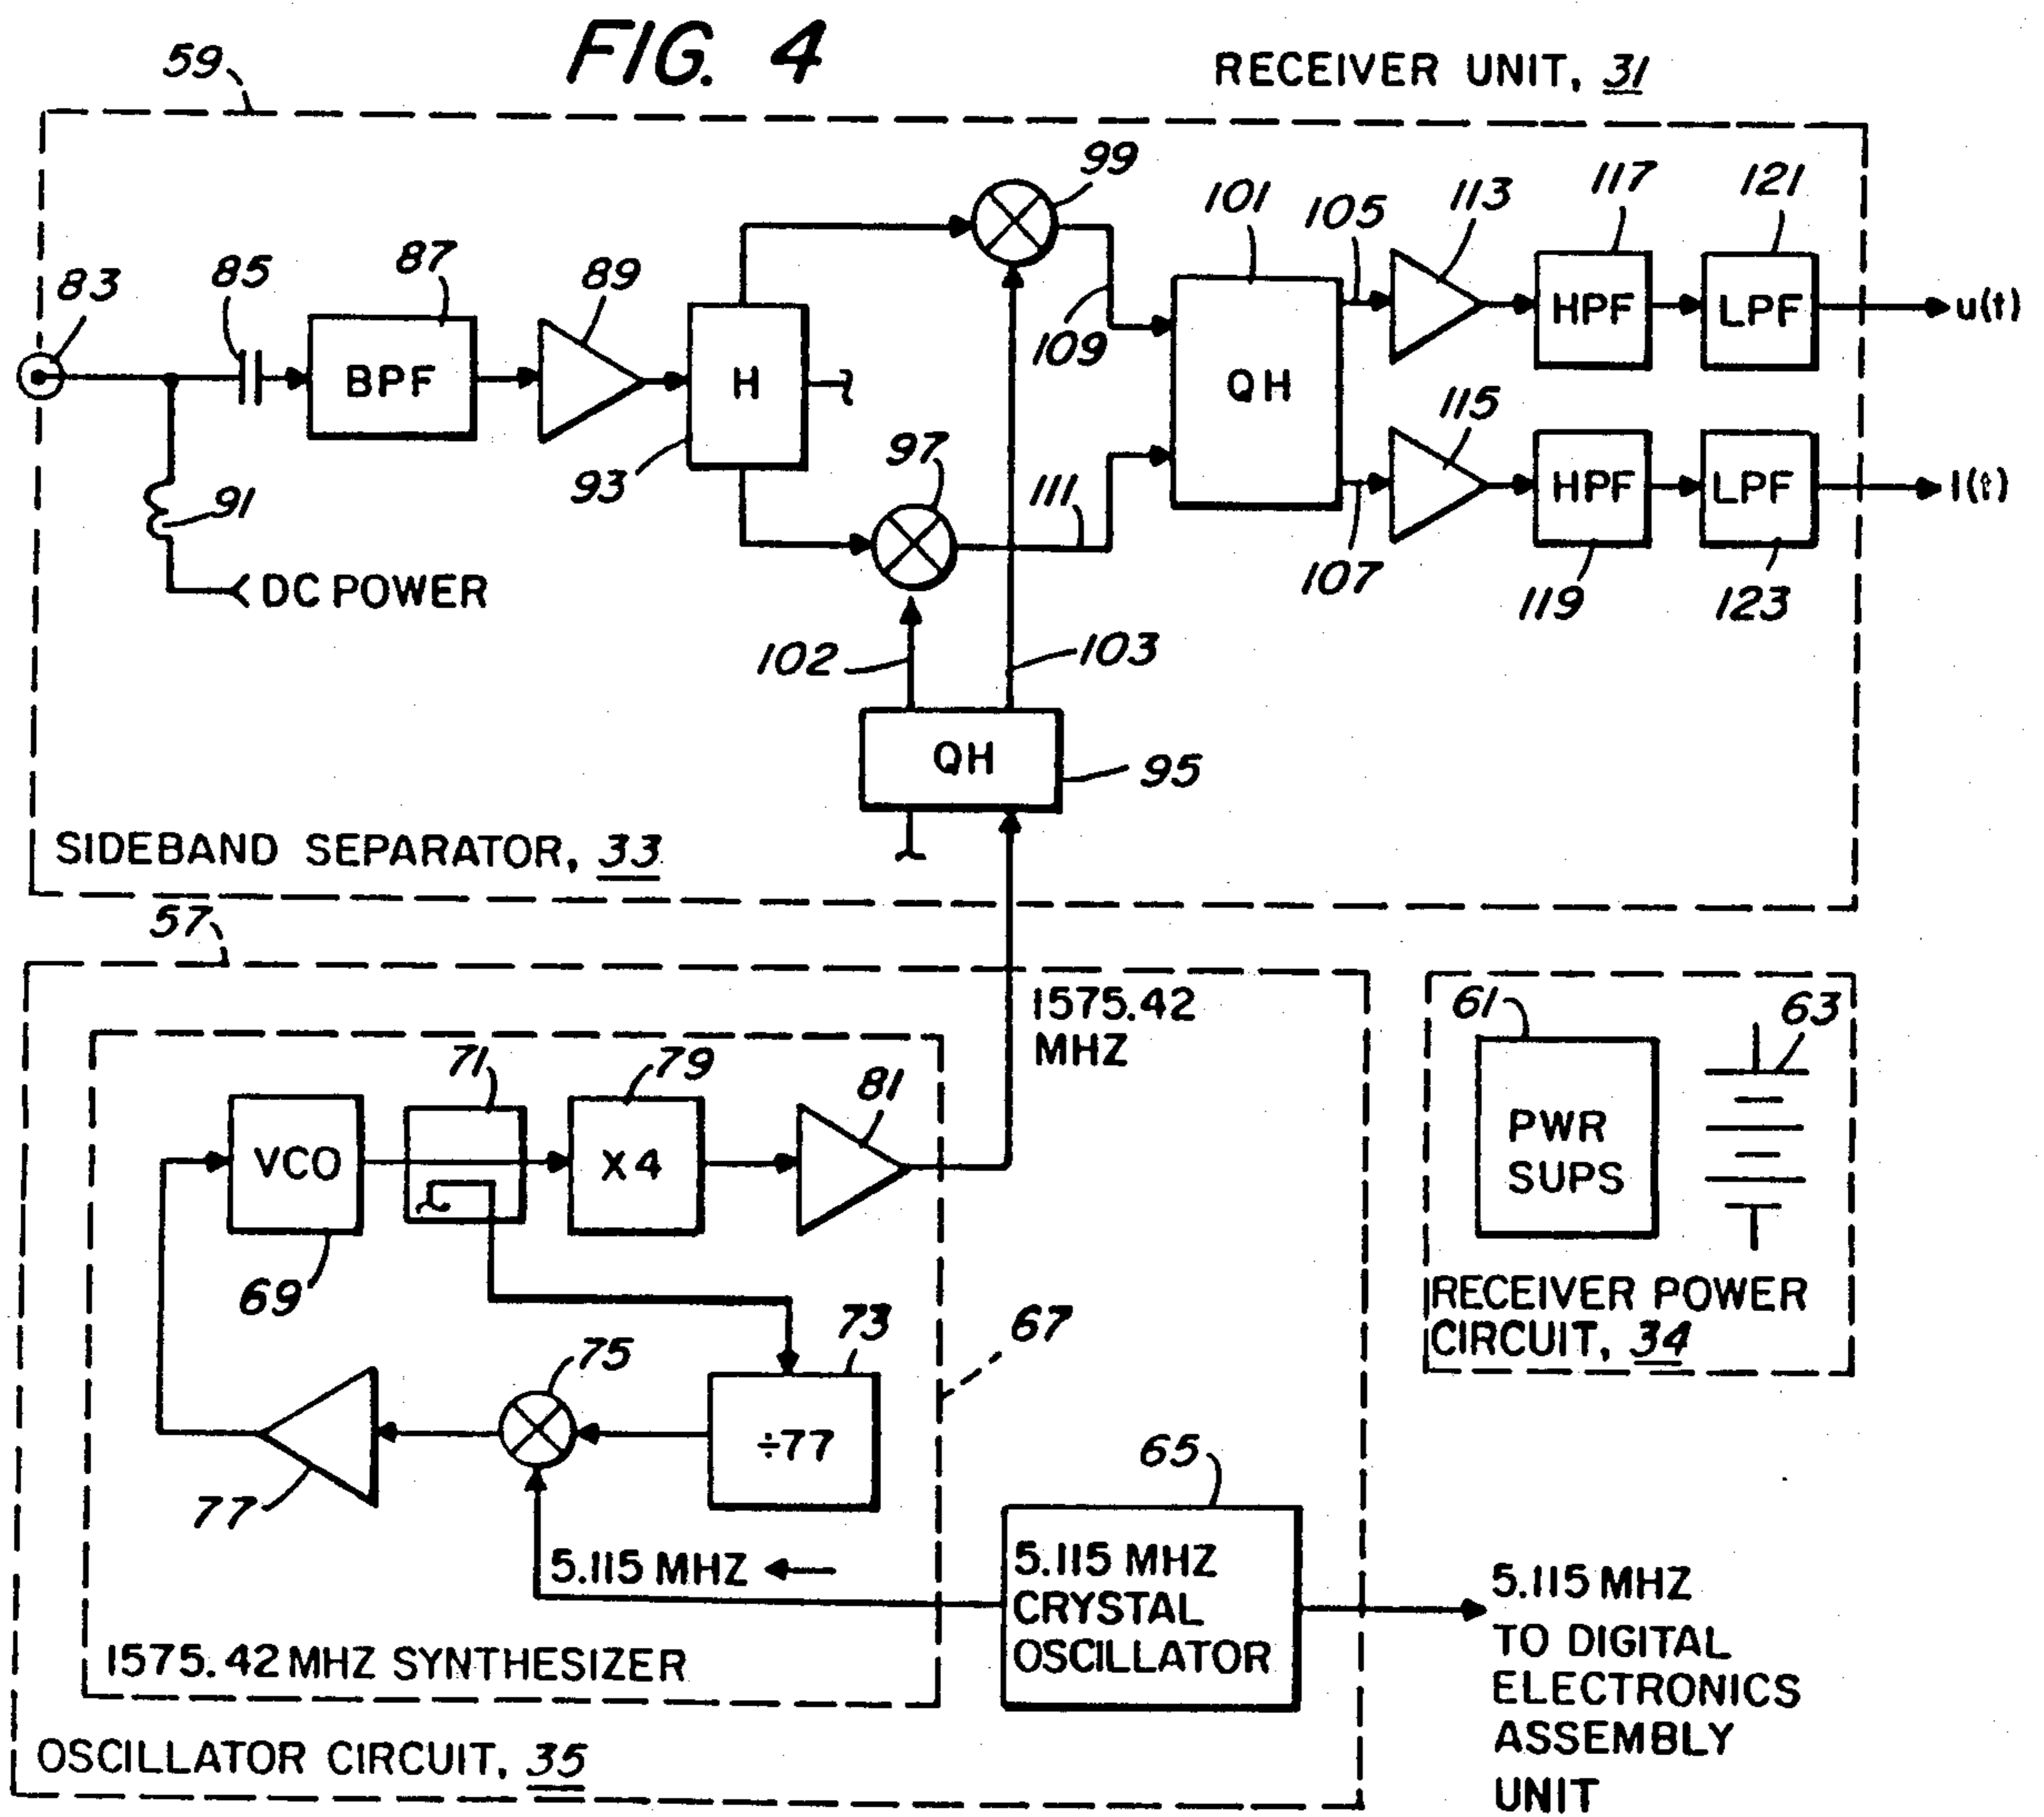 FIG. 4
RECEIVER UNIT, 31
59
83
85
87
BPF
89
H
93
91
DC POWER
99
97
109
111
101
QH
105
113
117
HPF
121
LPF
u(t)
107
115
HPF
119
LPF
123
l(t)
102
103
QH
95
SIDEBAND SEPARATOR, 33
57
1575.42
MHZ
VCO
69
71
79
X4
81
73
÷77
75
77
67
5.115 MHZ
1575.42 MHZ SYNTHESIZER
65
5.115 MHZ
CRYSTAL
OSCILLATOR
OSCILLATOR CIRCUIT, 35
61
PWR
SUPS
63
RECEIVER POWER
CIRCUIT, 34
5.115 MHZ
TO DIGITAL
ELECTRONICS
ASSEMBLY
UNIT